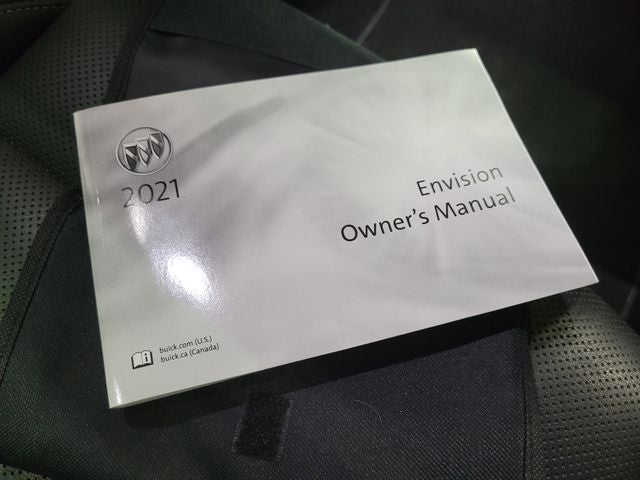 2021
Envision
Owner's Manual
buick.com (U.S.)
buick.ca (Canada)